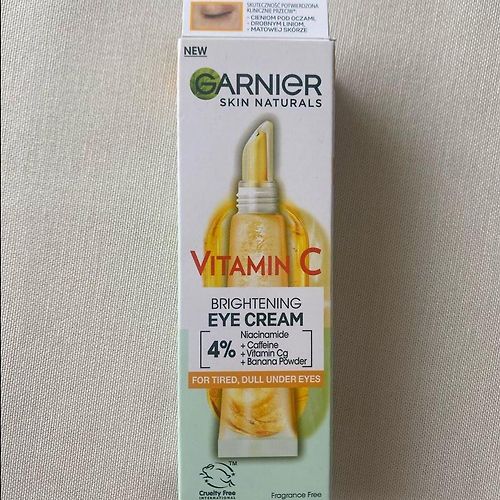 SKUTECZNOŚĆ POTWIERDZONA
KLINICZNIE PRZECIW*:
- CIENIOM POD OCZAMI,
- DROBNYM LINIOM,
- MATOWEJ SKÓRZE
NEW
GARNIER
SKIN NATURALS
VITAMIN C
BRIGHTENING
EYE CREAM
4% Niacinamide
+ Caffeine
+ Vitamin Cg
+ Banana Powder
FOR TIRED, DULL UNDER EYES
TM
Cruelty Free
INTERNATIONAL
Fragrance Free